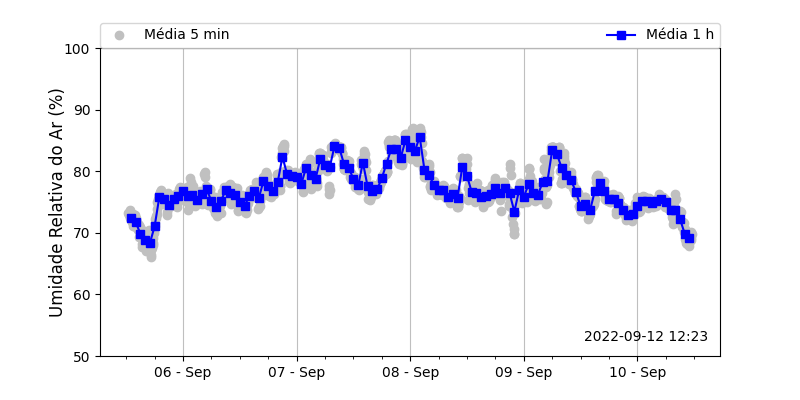 Média 5 min
Média 1 h
Umidade Relativa do Ar (%)
100
90
80
70
60
50
2022-09-12 12:23
06 - Sep
07 - Sep
08 - Sep
09 - Sep
10 - Sep